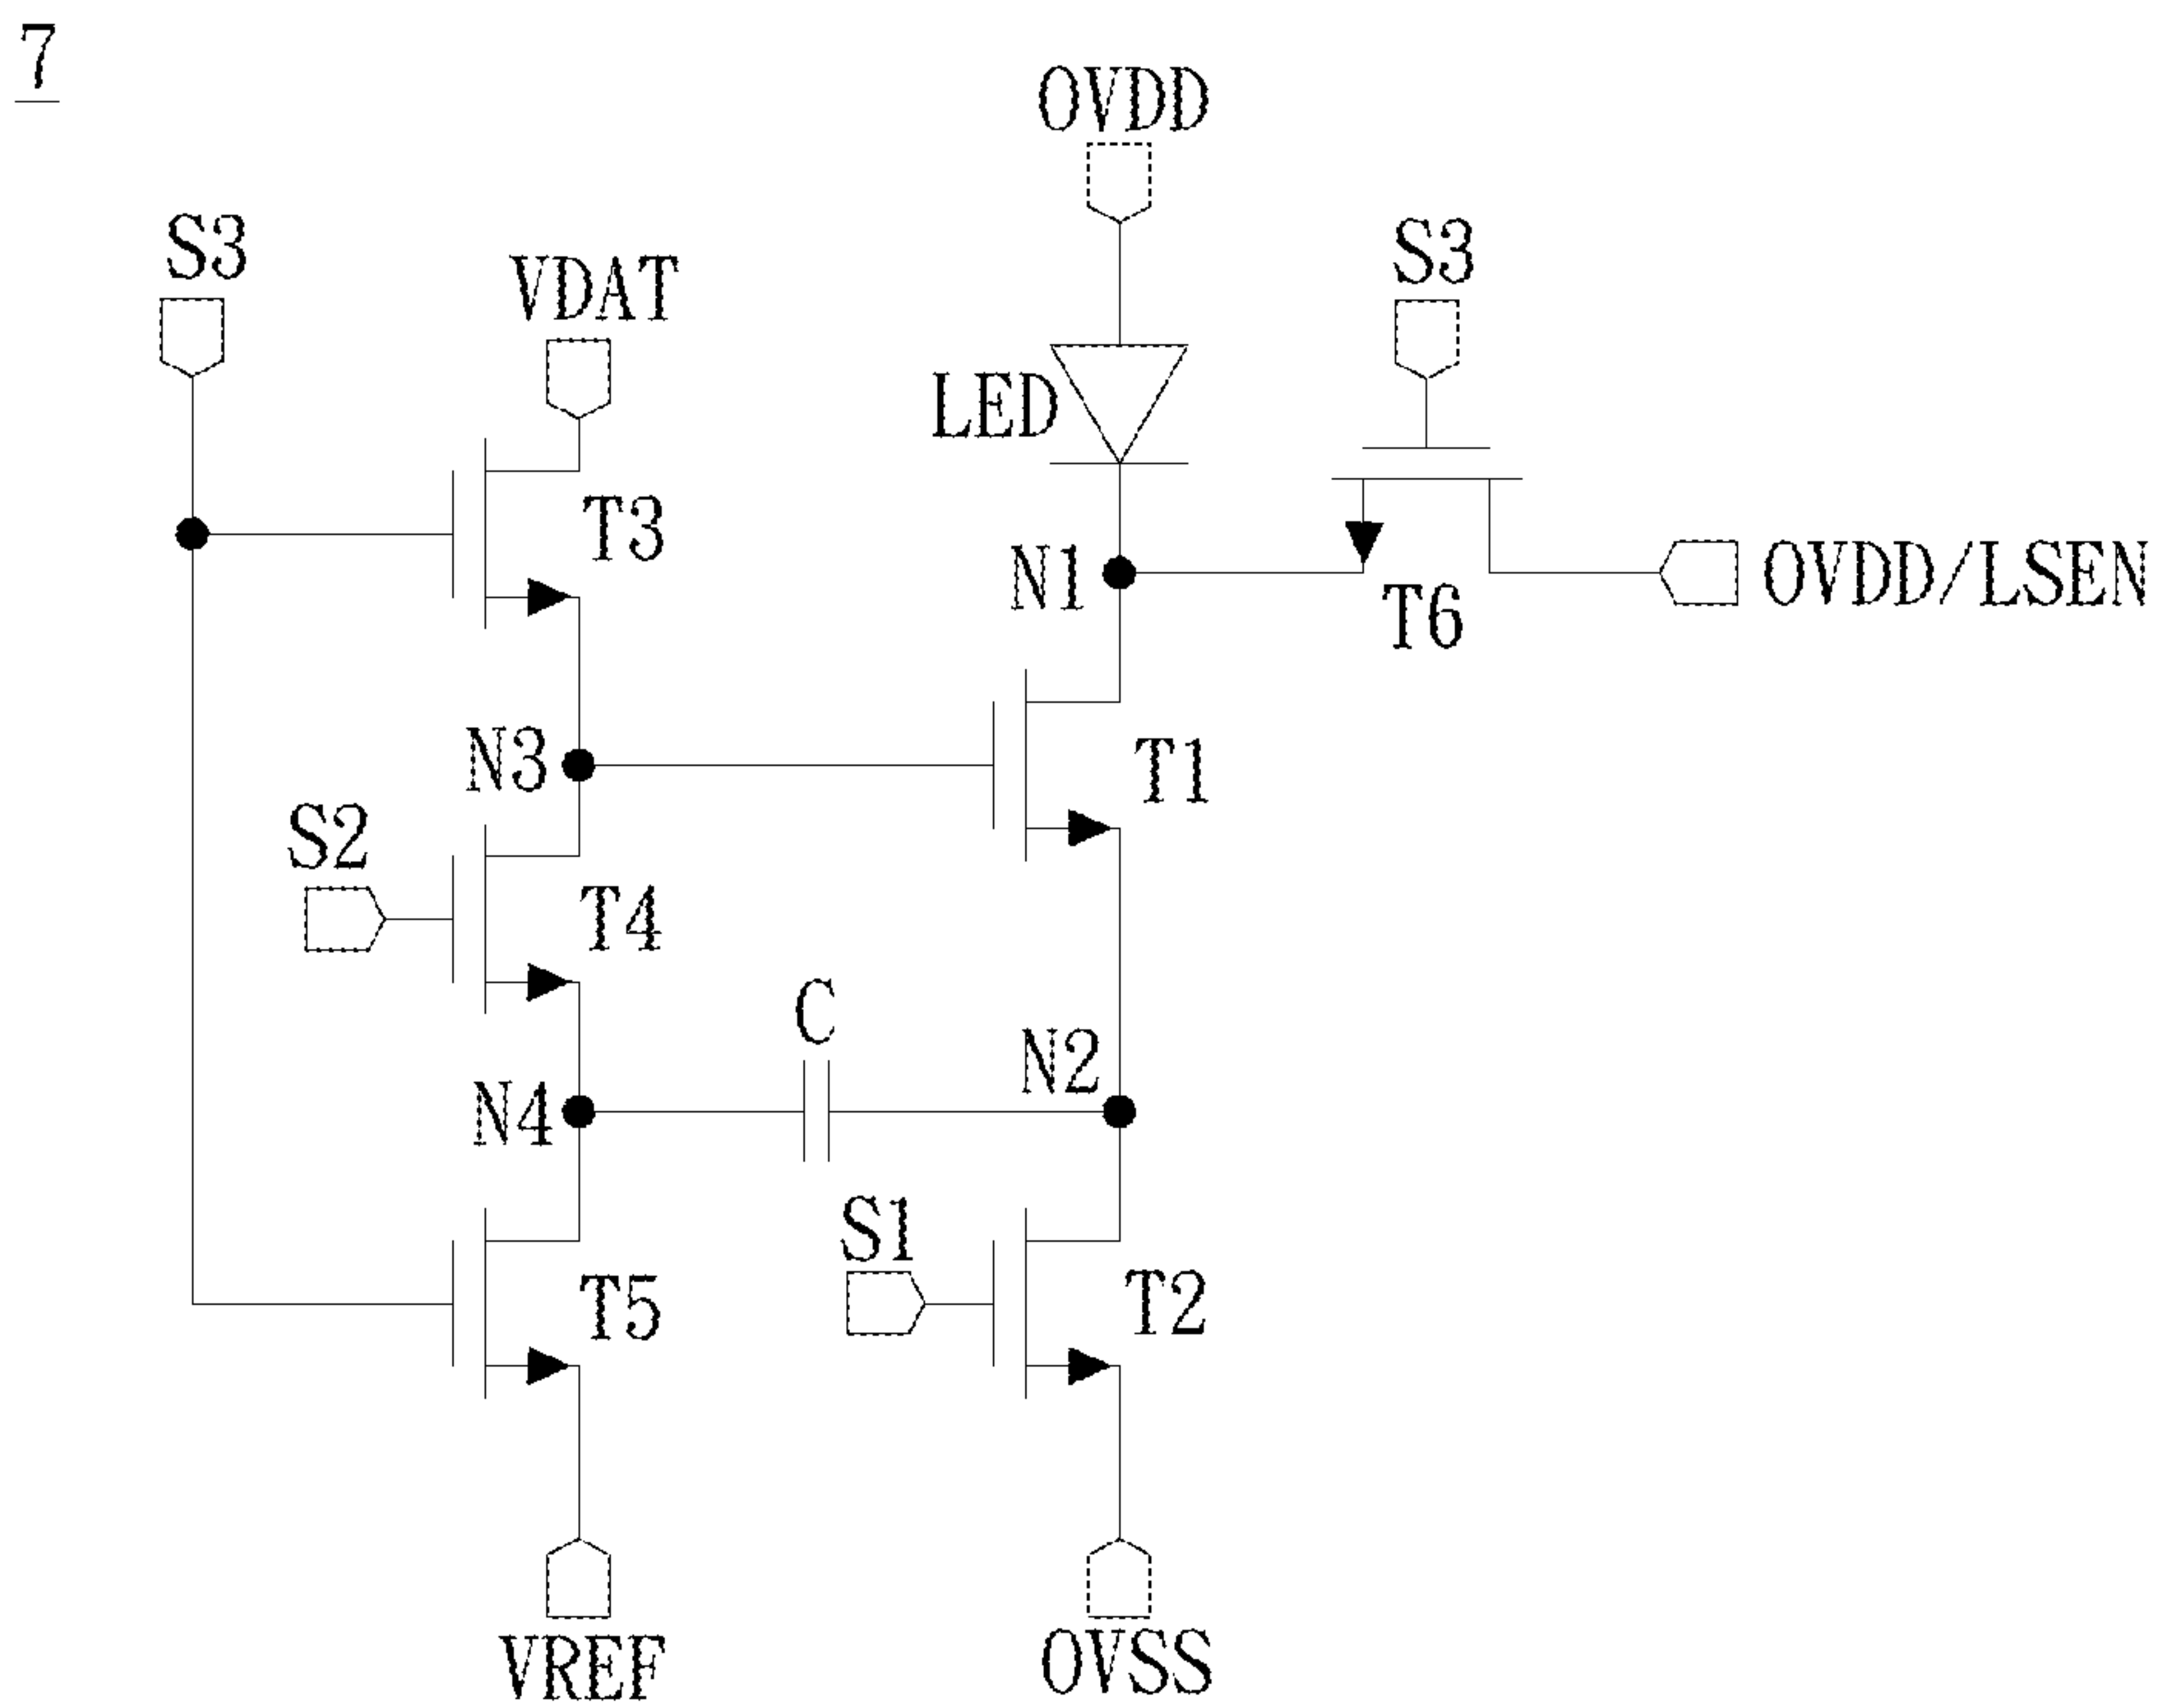 7
OVDD
S3
S3
VDAT
LED
T3
N1
OVDD/LSEN
T6
N3
T1
S2
T4
C
N2
N4
S1
T5
T2
VREF
OVSS